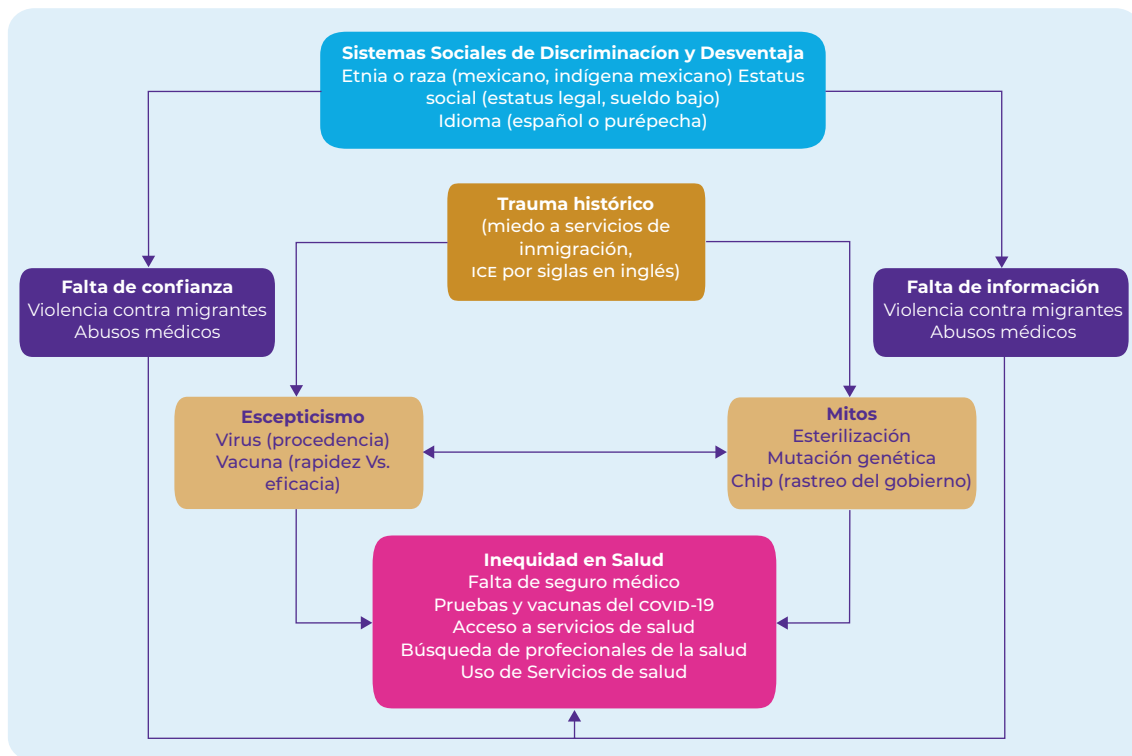 Sistemas Sociales de Discriminacíon y Desventaja
Etnia o raza (mexicano, indígena mexicano) Estatus
social (estatus legal, sueldo bajo)
Idioma (español o purépecha)
Trauma histórico
(miedo a servicios de
inmigración,
ICE por siglas en inglés)
Falta de confianza
Violencia contra migrantes
Abusos médicos
Falta de información
Violencia contra migrantes
Abusos médicos
Escepticismo
Virus (procedencia)
Vacuna (rapidez Vs.
eficacia)
Mitos
Esterilización
Mutación genética
Chip (rastreo del gobierno)
Inequidad en Salud
Falta de seguro médico
Pruebas y vacunas del COVID-19
Acceso a servicios de salud
Búsqueda de profecionales de la salud
Uso de Servicios de salud